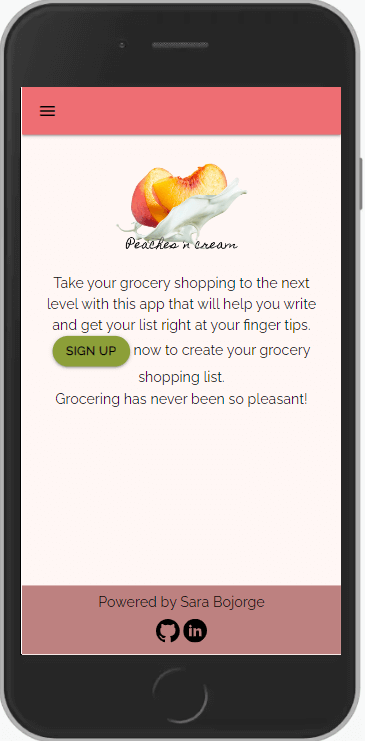 Peaches n cream
Take your grocery shopping to the next
level with this app that will help you write
and get your list right at your finger tips.
SIGN UP now to create your grocery
shopping list.
Grocering has never been so pleasant!
Powered by Sara Bojorge
in